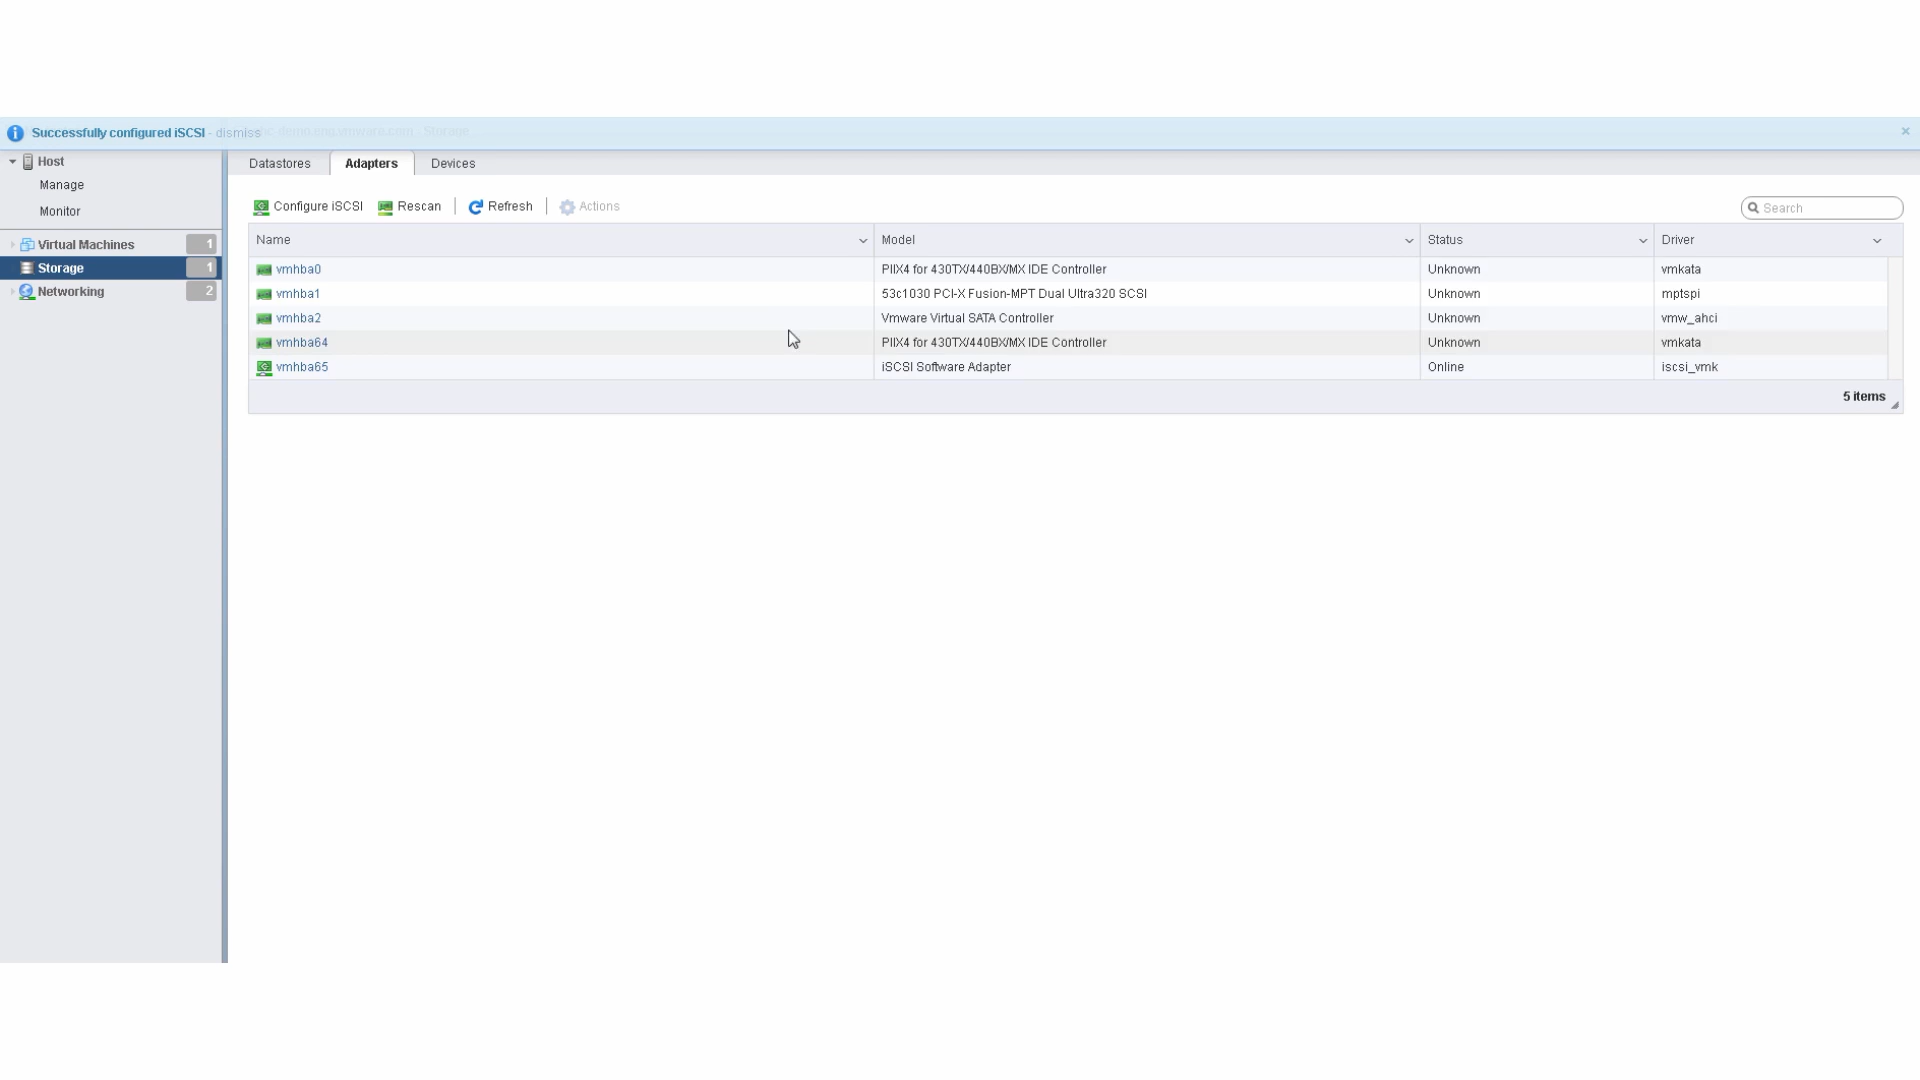 Successfully configured iSCSI - dismiss
Host
Manage
Monitor
Virtual Machines 1
Storage 1
Networking 2
Datastores Adapters Devices
Configure iSCSI Rescan Refresh Actions Search
Name Model Status Driver
vmhba0 PIIX4 for 430TX/440BX/MX IDE Controller Unknown vmkata
vmhba1 53c1030 PCI-X Fusion-MPT Dual Ultra320 SCSI Unknown mptspi
vmhba2 Vmware Virtual SATA Controller Unknown vmw_ahci
vmhba64 PIIX4 for 430TX/440BX/MX IDE Controller Unknown vmkata
vmhba65 iSCSI Software Adapter Online iscsi_vmk
5 items